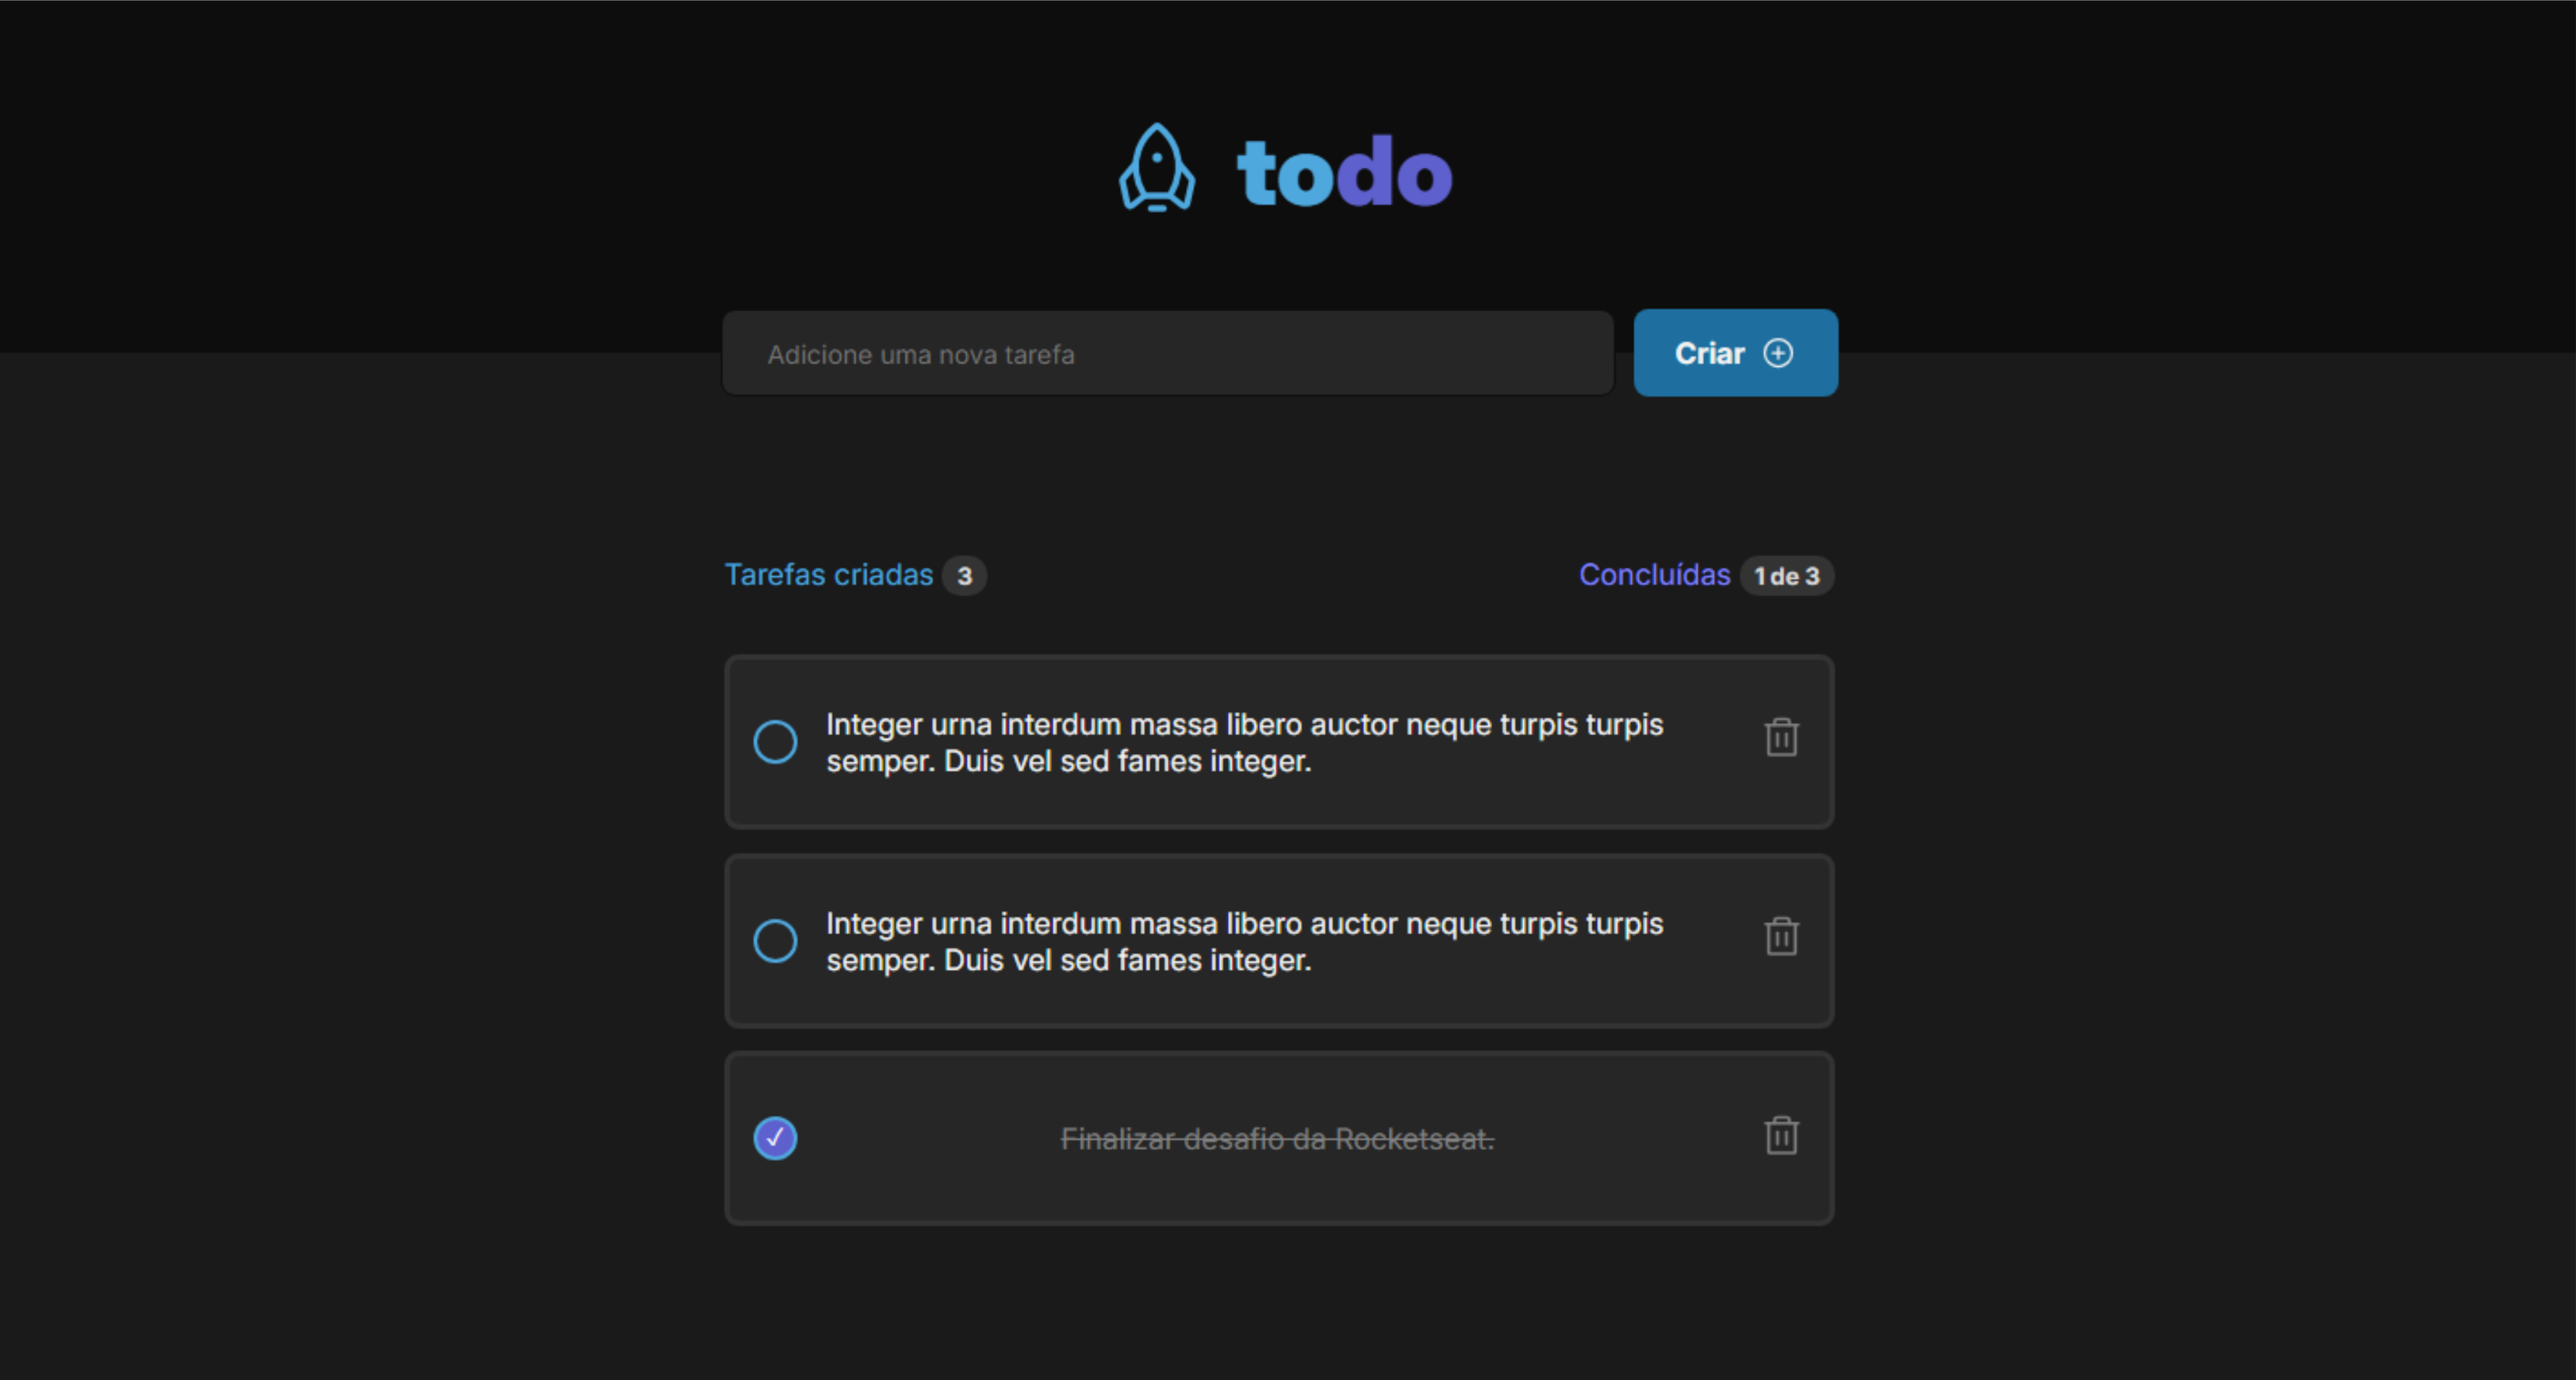 todo
Adicione uma nova tarefa
Criar
Tarefas criadas 3
Concluídas 1 de 3
Integer urna interdum massa libero auctor neque turpis turpis
semper. Duis vel sed fames integer.
Integer urna interdum massa libero auctor neque turpis turpis
semper. Duis vel sed fames integer.
Finalizar desafio da Rocketseat.